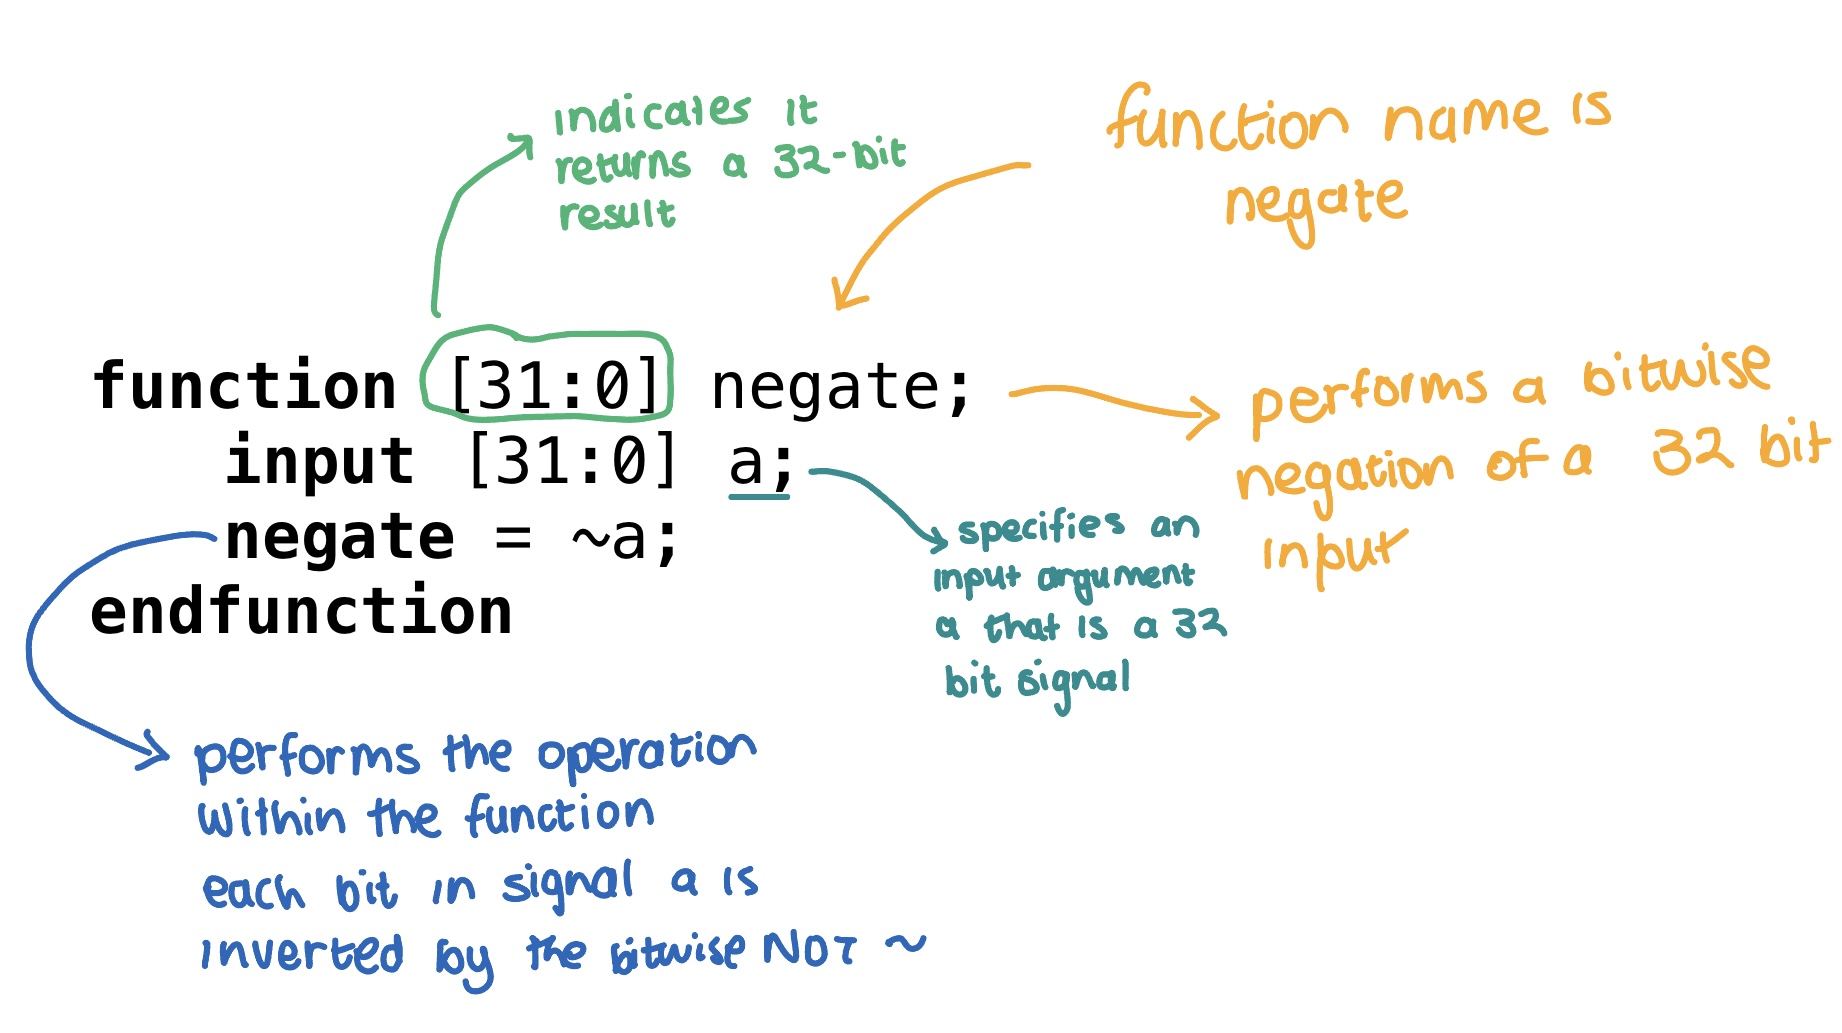 indicates it
returns a 32-bit
result
function name is
negate
function [31:0] negate;
input [31:0] a;
negate = ~a;
endfunction
performs a bitwise
negation of a 32 bit
input
specifies an
input argument
a that is a 32
bit signal
performs the operation
within the function
each bit in signal a is
inverted by the bitwise NOT ~